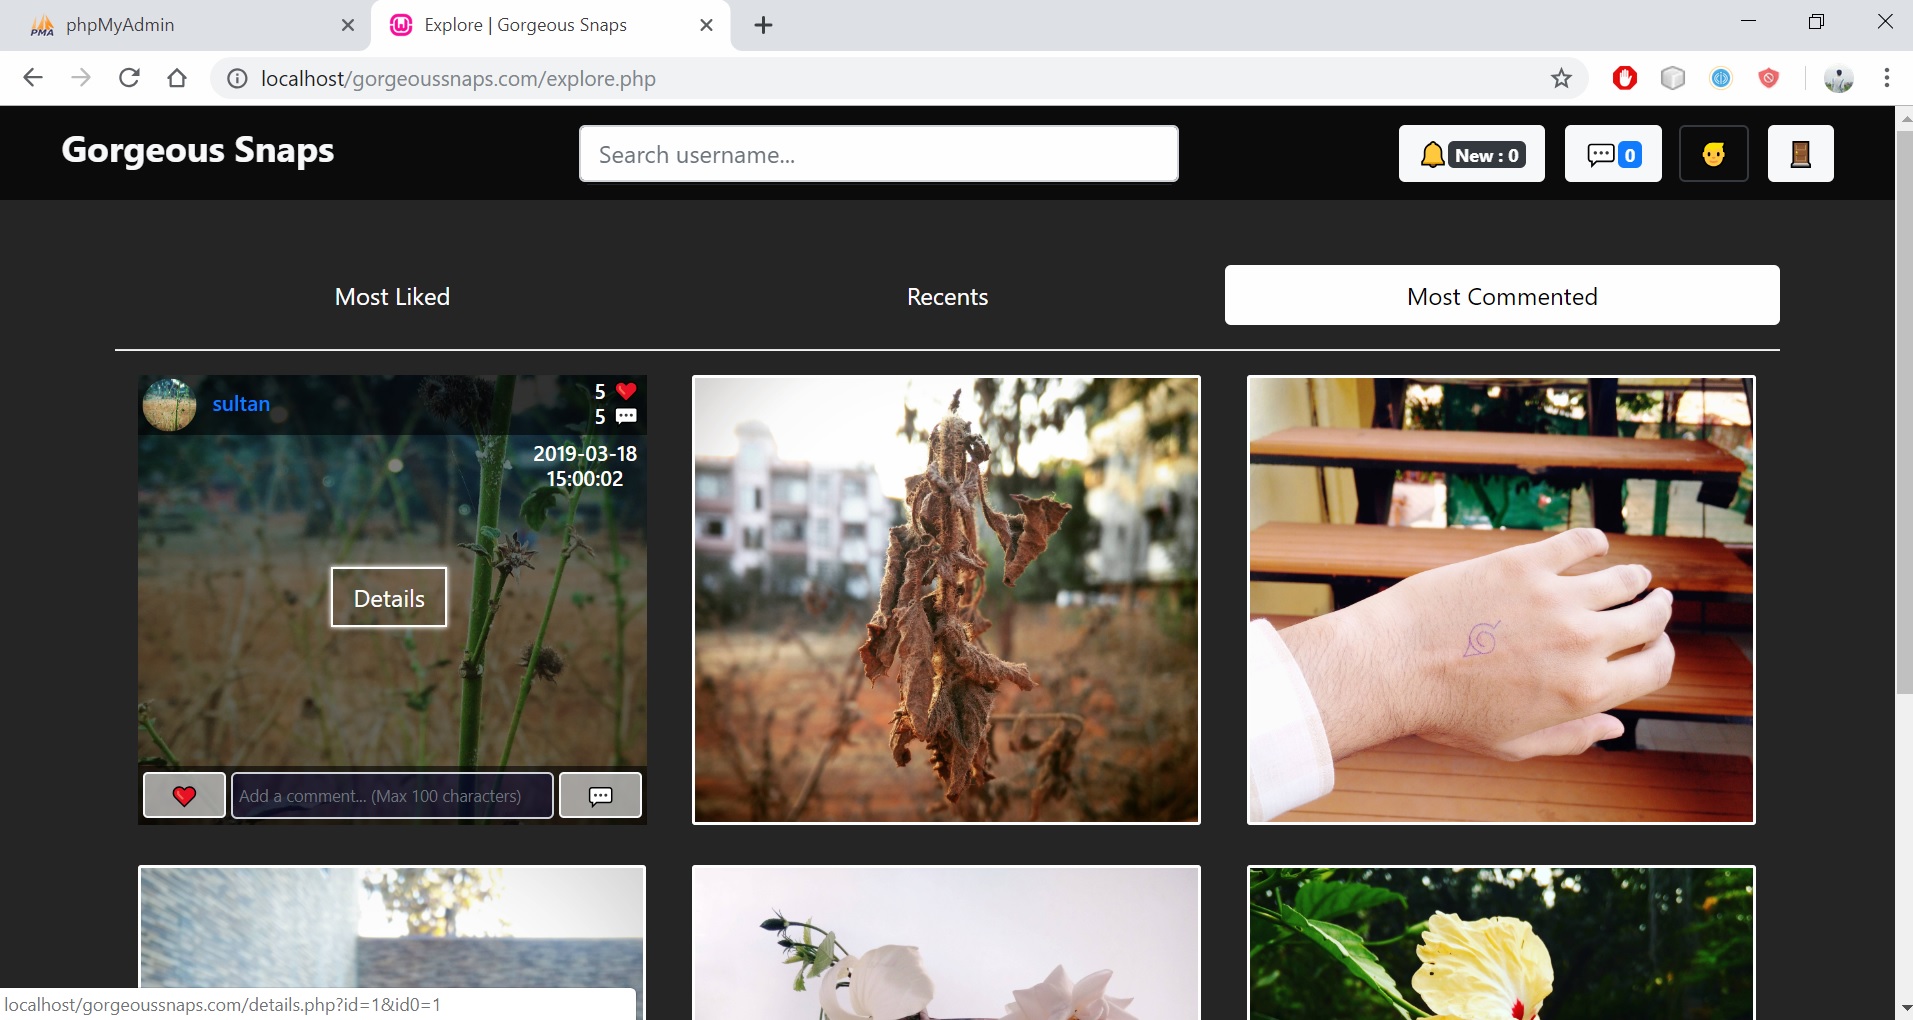 phpMyAdmin
Explore | Gorgeous Snaps
localhost/gorgeoussnaps.com/explore.php
Gorgeous Snaps
Search username...
New : 0
0
Most Liked
Recents
Most Commented
sultan
5
5
2019-03-18
15:00:02
Details
Add a comment... (Max 100 characters)
localhost/gorgeoussnaps.com/details.php?id=1&id0=1
PMA